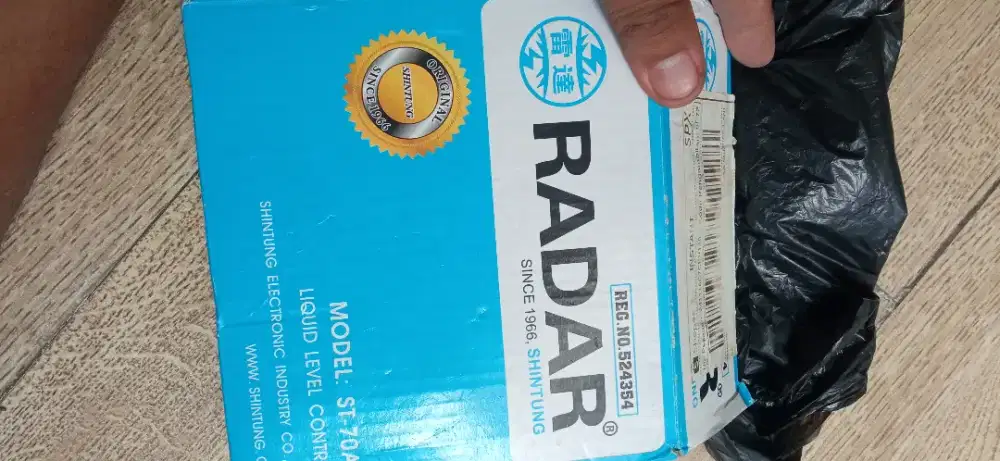 雷達
RADAR®
SINCE 1966, SHINTUNG
REG.NO.524354
ORIGINAL
SHINTUNG
SINCE 1966
MODEL: ST-70A
LIQUID LEVEL CONTR
SHINTUNG ELECTRONIC INDUSTRY CO.
WWW.SHINTUNG.C
SPX